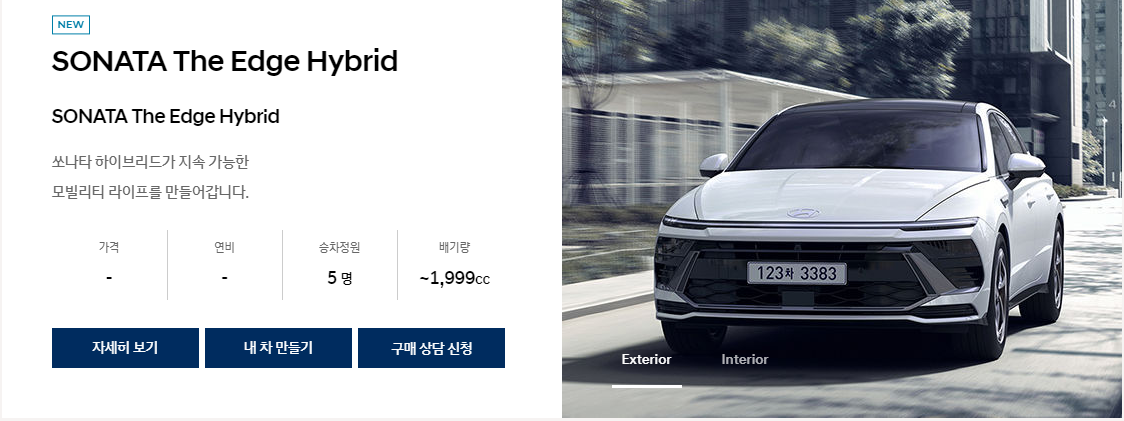 NEW
SONATA The Edge Hybrid
SONATA The Edge Hybrid
쏘나타 하이브리드가 지속 가능한
모빌리티 라이프를 만들어갑니다.
가격 연비 승차정원 배기량
- - 5 명 ~1,999cc
자세히 보기 내 차 만들기 구매 상담 신청
4
123차 3383
Exterior Interior